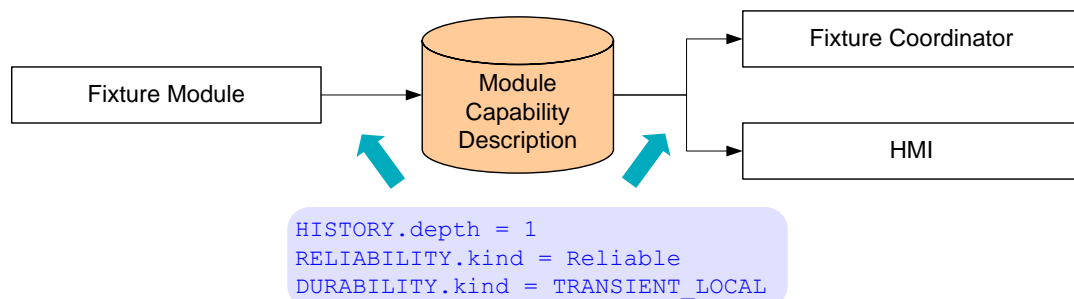 Fixture Module
Module
Capability
Description
Fixture Coordinator
HMI
HISTORY.depth = 1
RELIABILITY.kind = Reliable
DURABILITY.kind = TRANSIENT_LOCAL